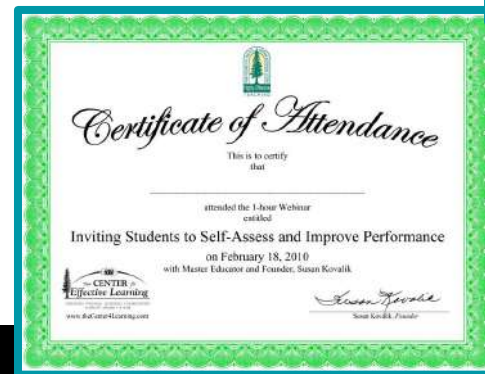 Certificate of Attendance
This is to certify
that
attended the 1-hour Webinar
entitled
Inviting Students to Self-Assess and Improve Performance
on February 18, 2010
with Master Educator and Founder, Susan Kovalik
The CENTER for
Effective Learning
www.theCenter4Learning.com
Susan Kovalik
Susan Kovalik, Founder